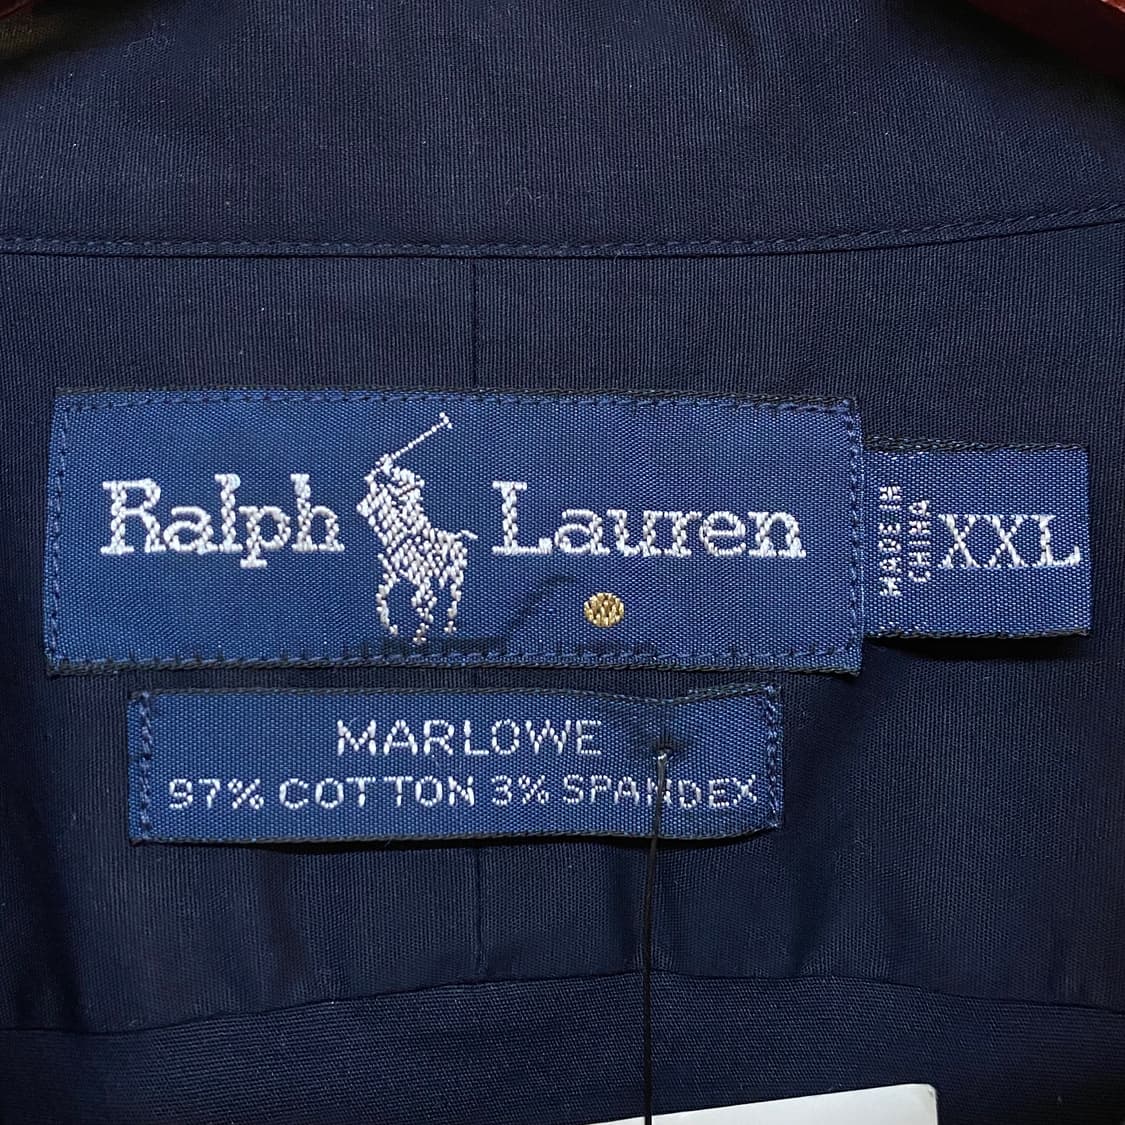 Ralph Lauren
MADE IN
CHINA
XXL
MARLOWE
97% COTTON 3% SPANDEX